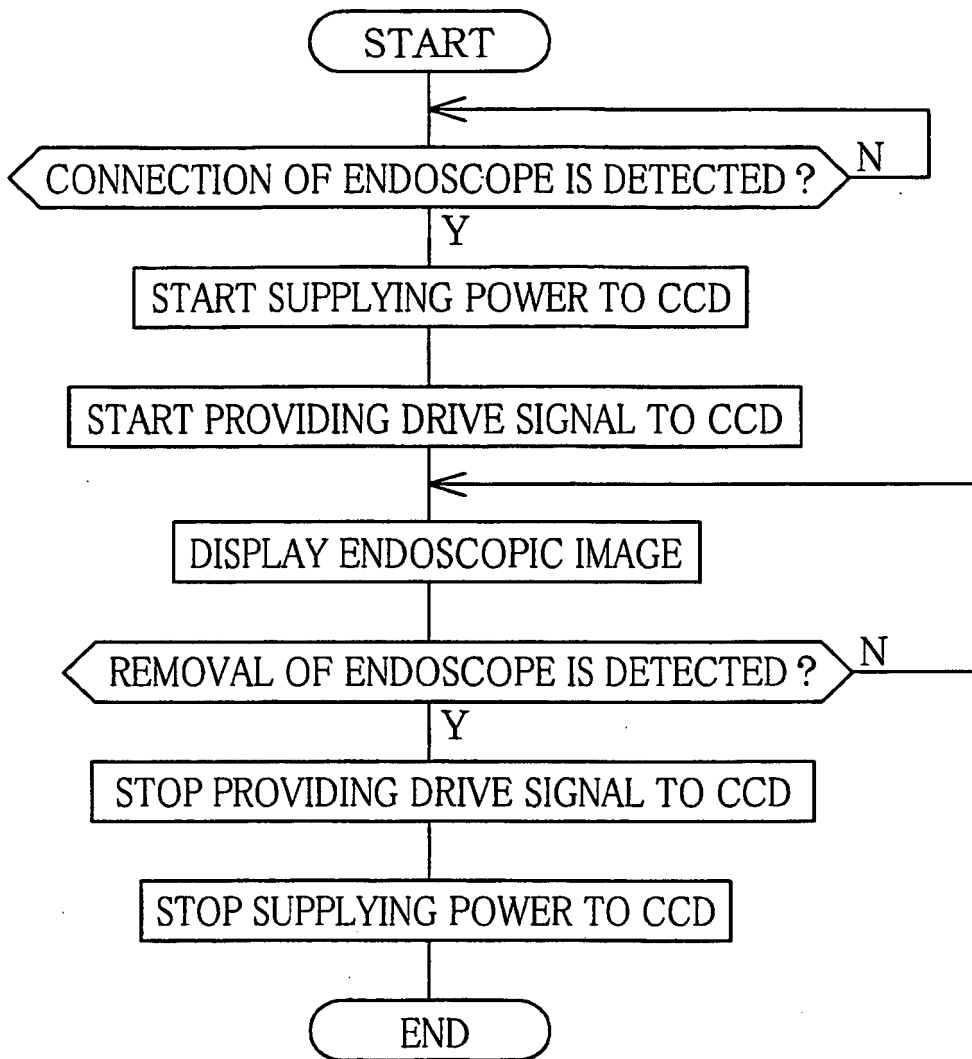 START
CONNECTION OF ENDOSCOPE IS DETECTED ?
N
Y
START SUPPLYING POWER TO CCD
START PROVIDING DRIVE SIGNAL TO CCD
DISPLAY ENDOSCOPIC IMAGE
REMOVAL OF ENDOSCOPE IS DETECTED ?
N
Y
STOP PROVIDING DRIVE SIGNAL TO CCD
STOP SUPPLYING POWER TO CCD
END